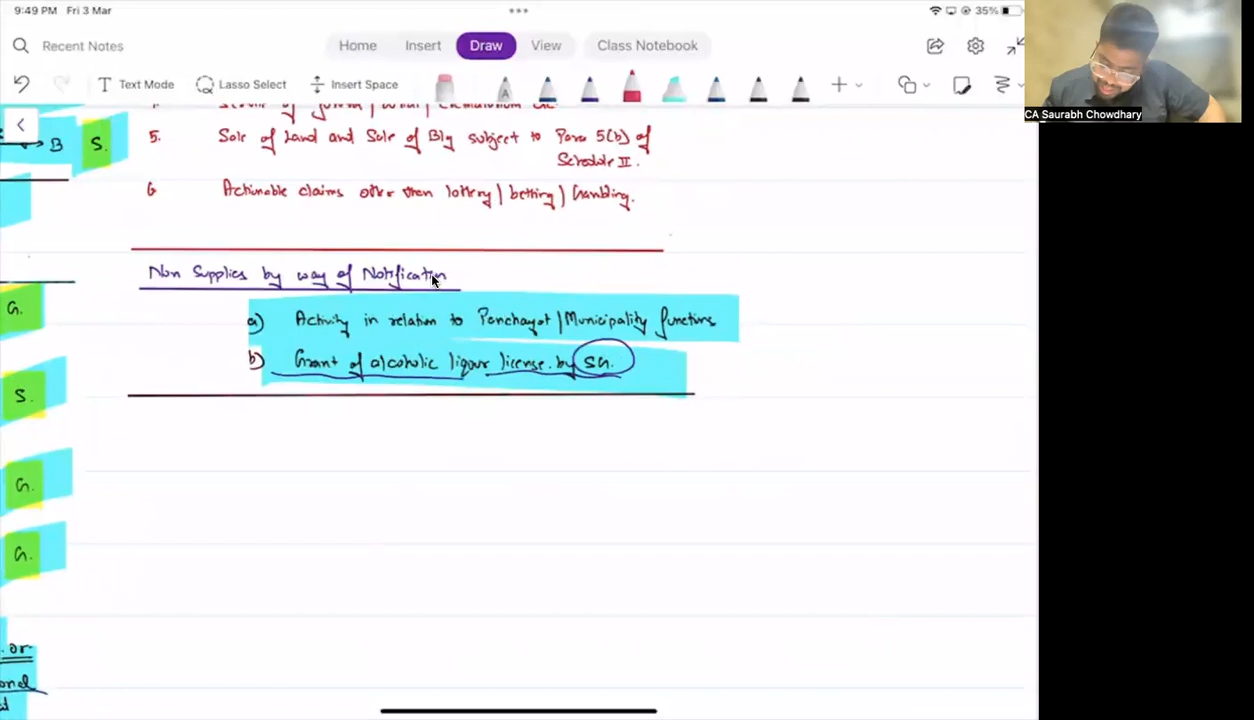 9:49 PM Fri 3 Mar
35%
Recent Notes
Home Insert Draw View Class Notebook
Text Mode Lasso Select Insert Space
CA Saurabh Chowdhary
B S.
5. Sale of Land and Sale of Blg subject to Para 5(b) of
Schedule II.
6 Actionable claims other than lottery / betting / Gambling.
Non Supplies by way of Notification
G.
a) Activity in relation to Panchayat / Municipality functions
b) Grant of alcoholic liquor license by SG.
S.
G.
G.
or